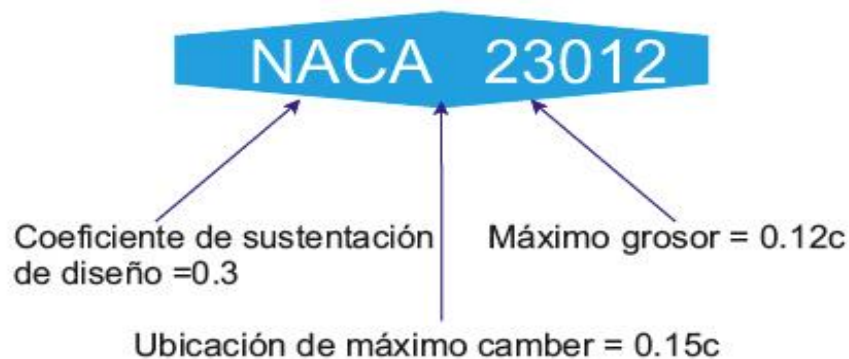 NACA 23012
Coeficiente de sustentación
de diseño =0.3
Máximo grosor = 0.12c
Ubicación de máximo camber = 0.15c